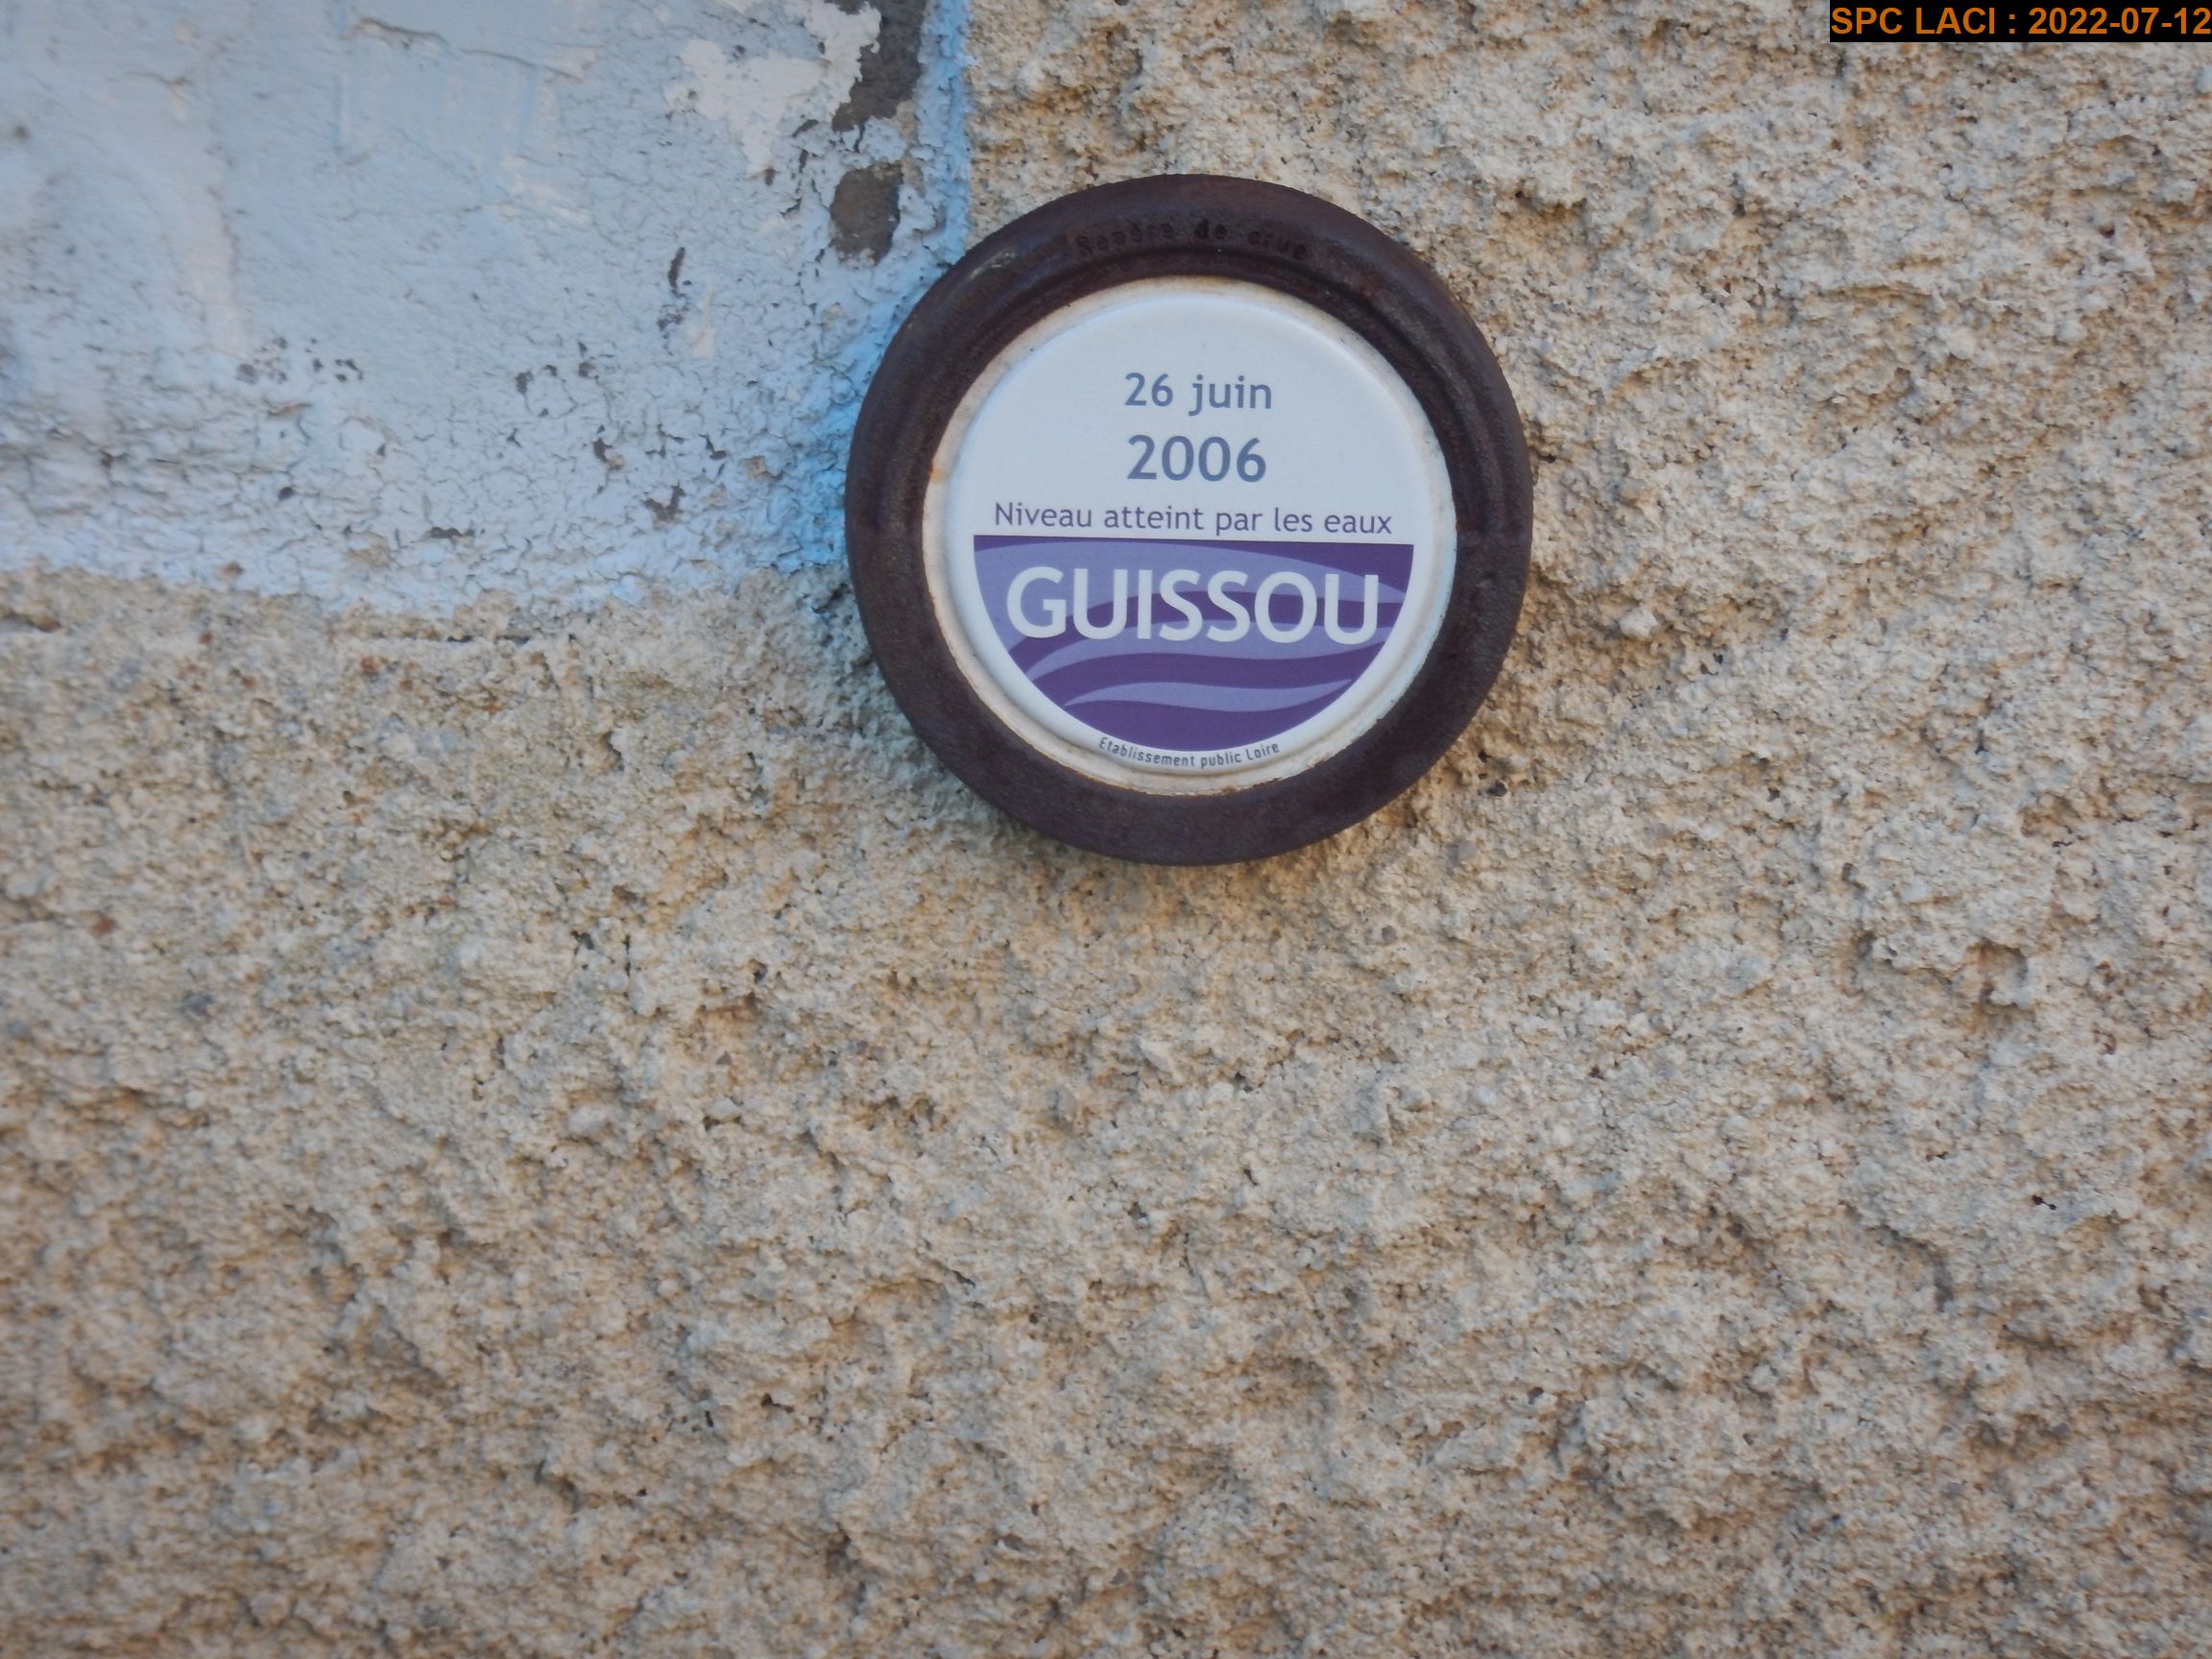 SPC LACI : 2022-07-12
Repère de crue
26 juin
2006
Niveau atteint par les eaux
GUISSOU
Etablissement public Loire